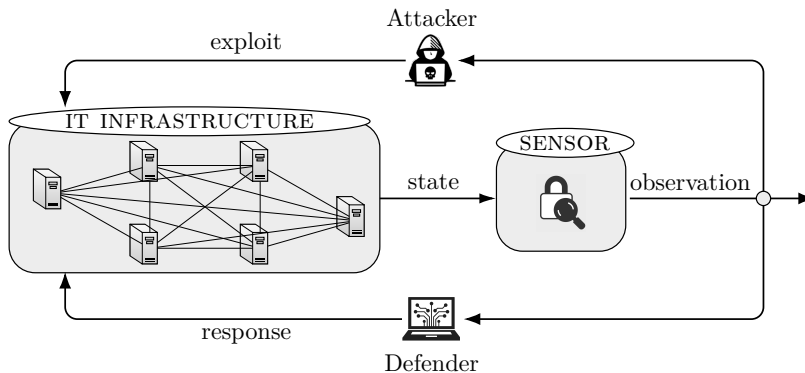 Attacker
exploit
IT INFRASTRUCTURE
SENSOR
state
observation
response
Defender